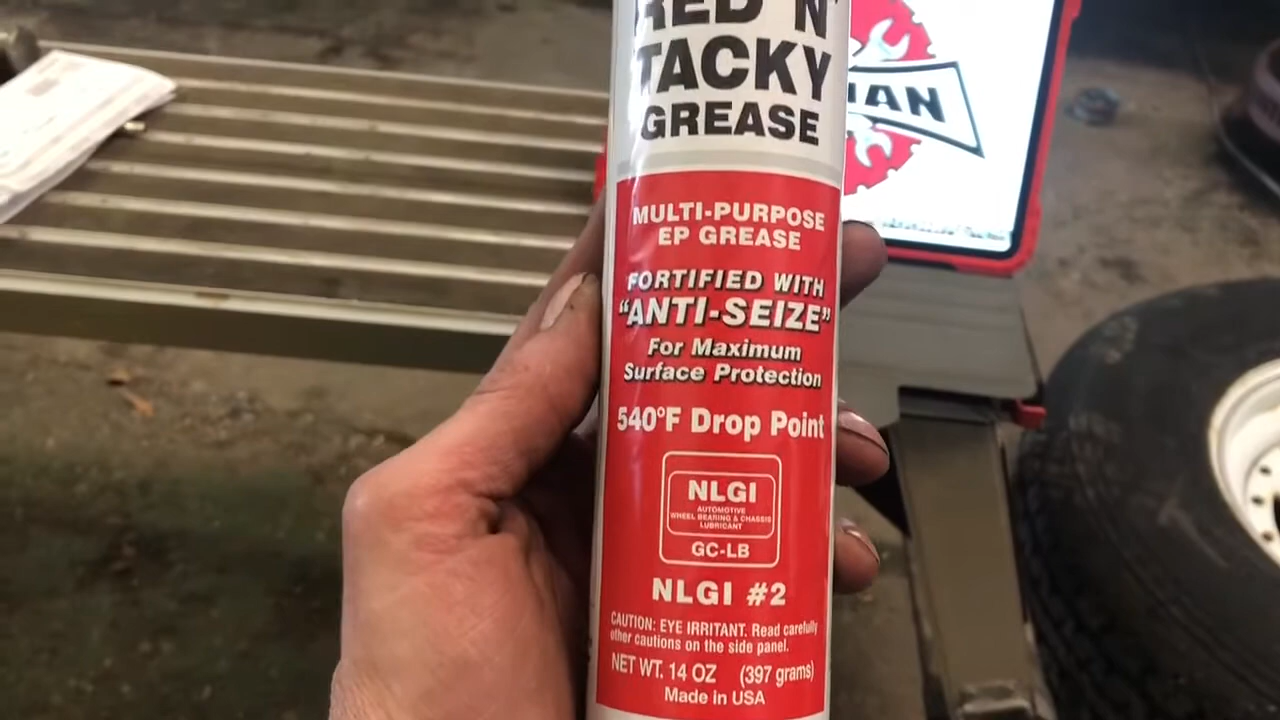 RED N'
TACKY
GREASE
MULTI-PURPOSE
EP GREASE
FORTIFIED WITH
"ANTI-SEIZE"
For Maximum
Surface Protection
540°F Drop Point
NLGI
AUTOMOTIVE
WHEEL BEARING & CHASSIS
LUBRICANT
GC-LB
NLGI #2
CAUTION: EYE IRRITANT. Read carefully
other cautions on the side panel.
NET WT. 14 OZ (397 grams)
Made in USA
IAN